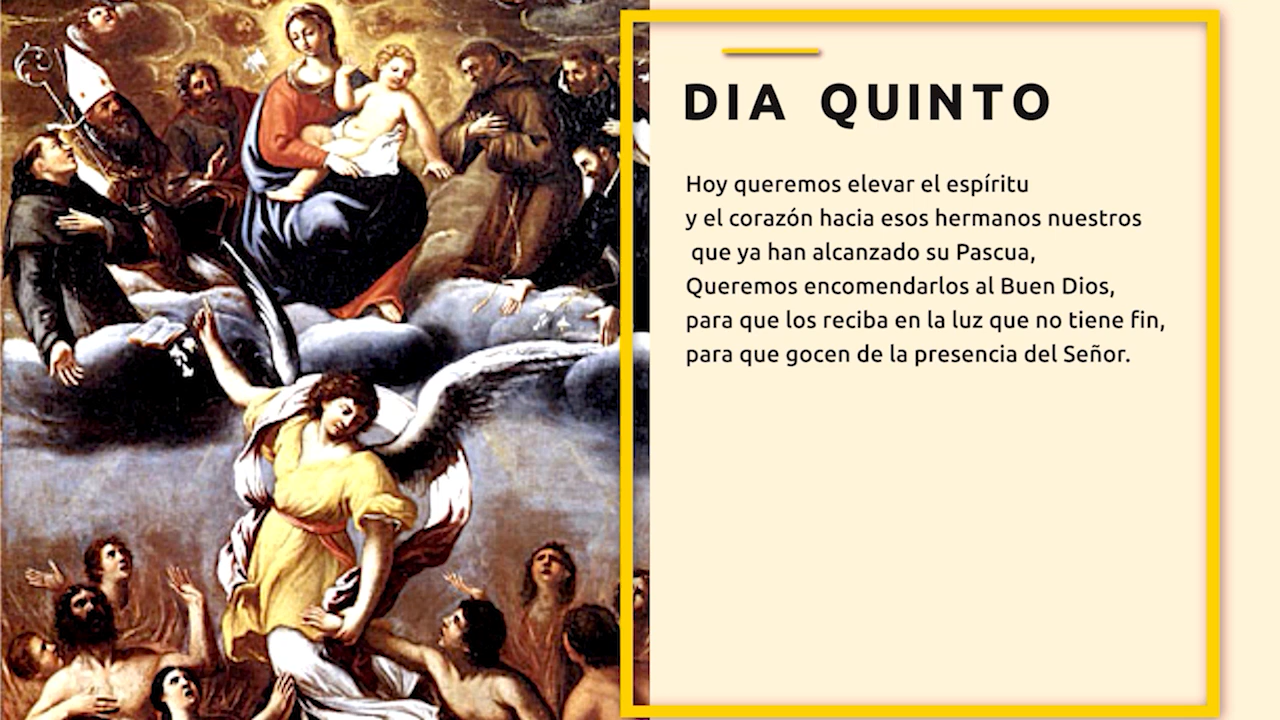 DIA QUINTO
Hoy queremos elevar el espíritu
y el corazón hacia esos hermanos nuestros
que ya han alcanzado su Pascua,
Queremos encomendarlos al Buen Dios,
para que los reciba en la luz que no tiene fin,
para que gocen de la presencia del Señor.